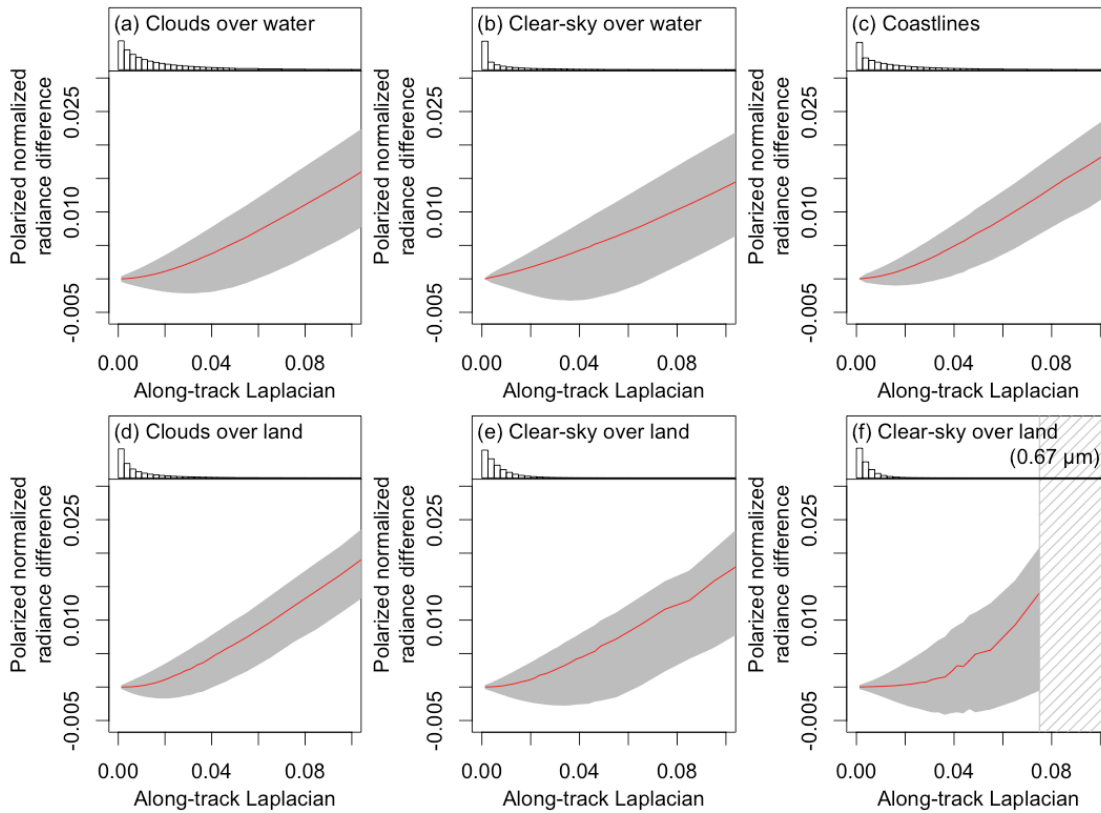 (a) Clouds over water
Polarized normalized
radiance difference
0.025
0.010
-0.005
0.00 0.04 0.08
Along-track Laplacian
(b) Clear-sky over water
Polarized normalized
radiance difference
0.025
0.010
-0.005
0.00 0.04 0.08
Along-track Laplacian
(c) Coastlines
Polarized normalized
radiance difference
0.025
0.010
-0.005
0.00 0.04 0.08
Along-track Laplacian
(d) Clouds over land
Polarized normalized
radiance difference
0.025
0.010
-0.005
0.00 0.04 0.08
Along-track Laplacian
(e) Clear-sky over land
Polarized normalized
radiance difference
0.025
0.010
-0.005
0.00 0.04 0.08
Along-track Laplacian
(f) Clear-sky over land
(0.67 μm)
Polarized normalized
radiance difference
0.025
0.010
-0.005
0.00 0.04 0.08
Along-track Laplacian